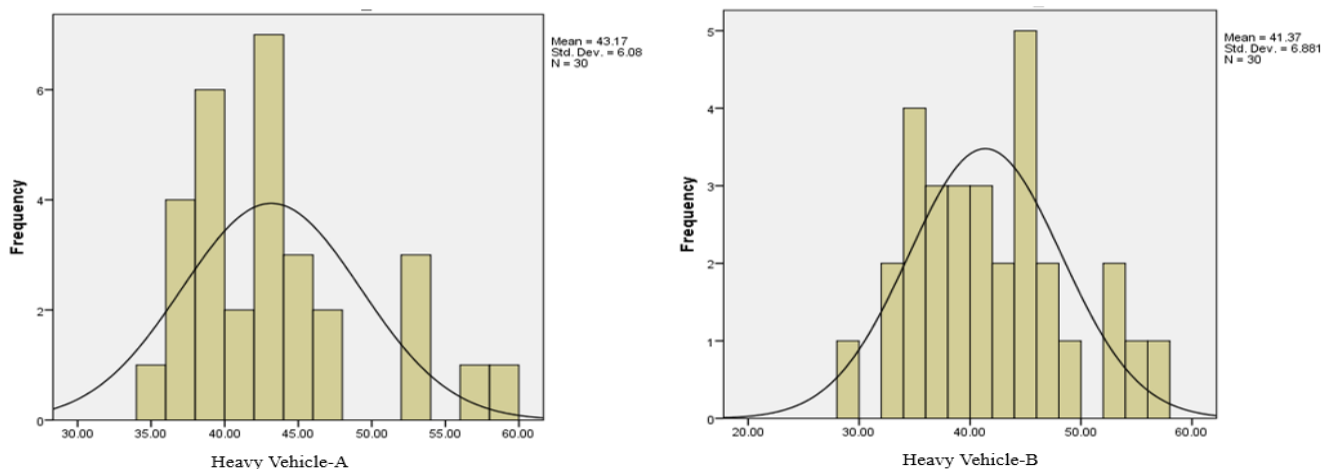 Mean = 43.17
Std. Dev. = 6.08
N = 30
Frequency
6
4
2
0
30.00 35.00 40.00 45.00 50.00 55.00 60.00
Heavy Vehicle-A
Mean = 41.37
Std. Dev. = 6.881
N = 30
Frequency
5
4
3
2
1
0
20.00 30.00 40.00 50.00 60.00
Heavy Vehicle-B